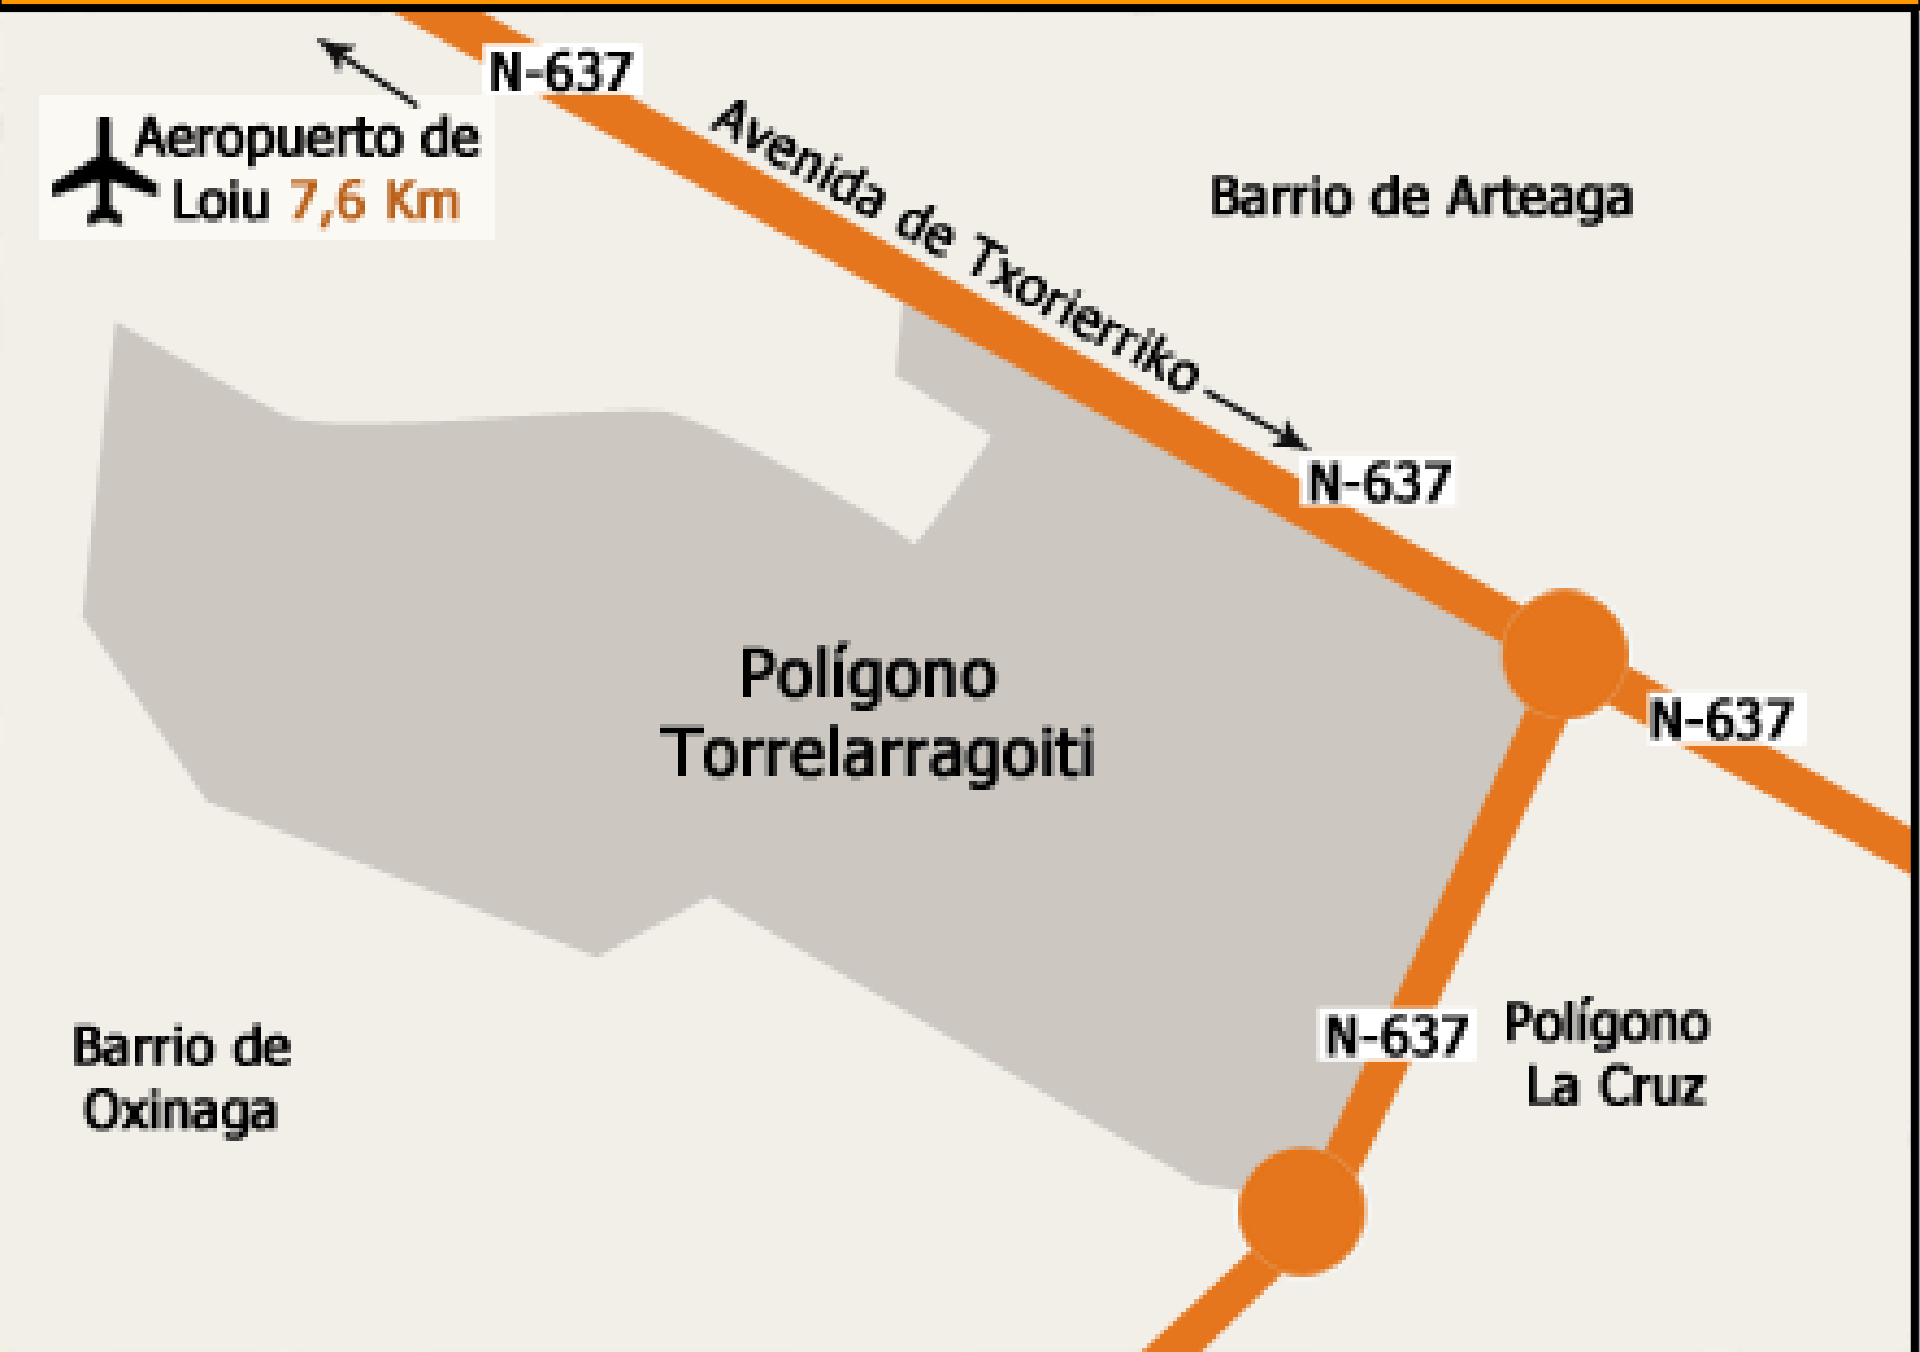 N-637
Aeropuerto de
Loiu 7,6 Km
Avenida de Txorierriko
Barrio de Arteaga
N-637
Polígono
Torrelarragoiti
N-637
N-637
Polígono
La Cruz
Barrio de
Oxinaga